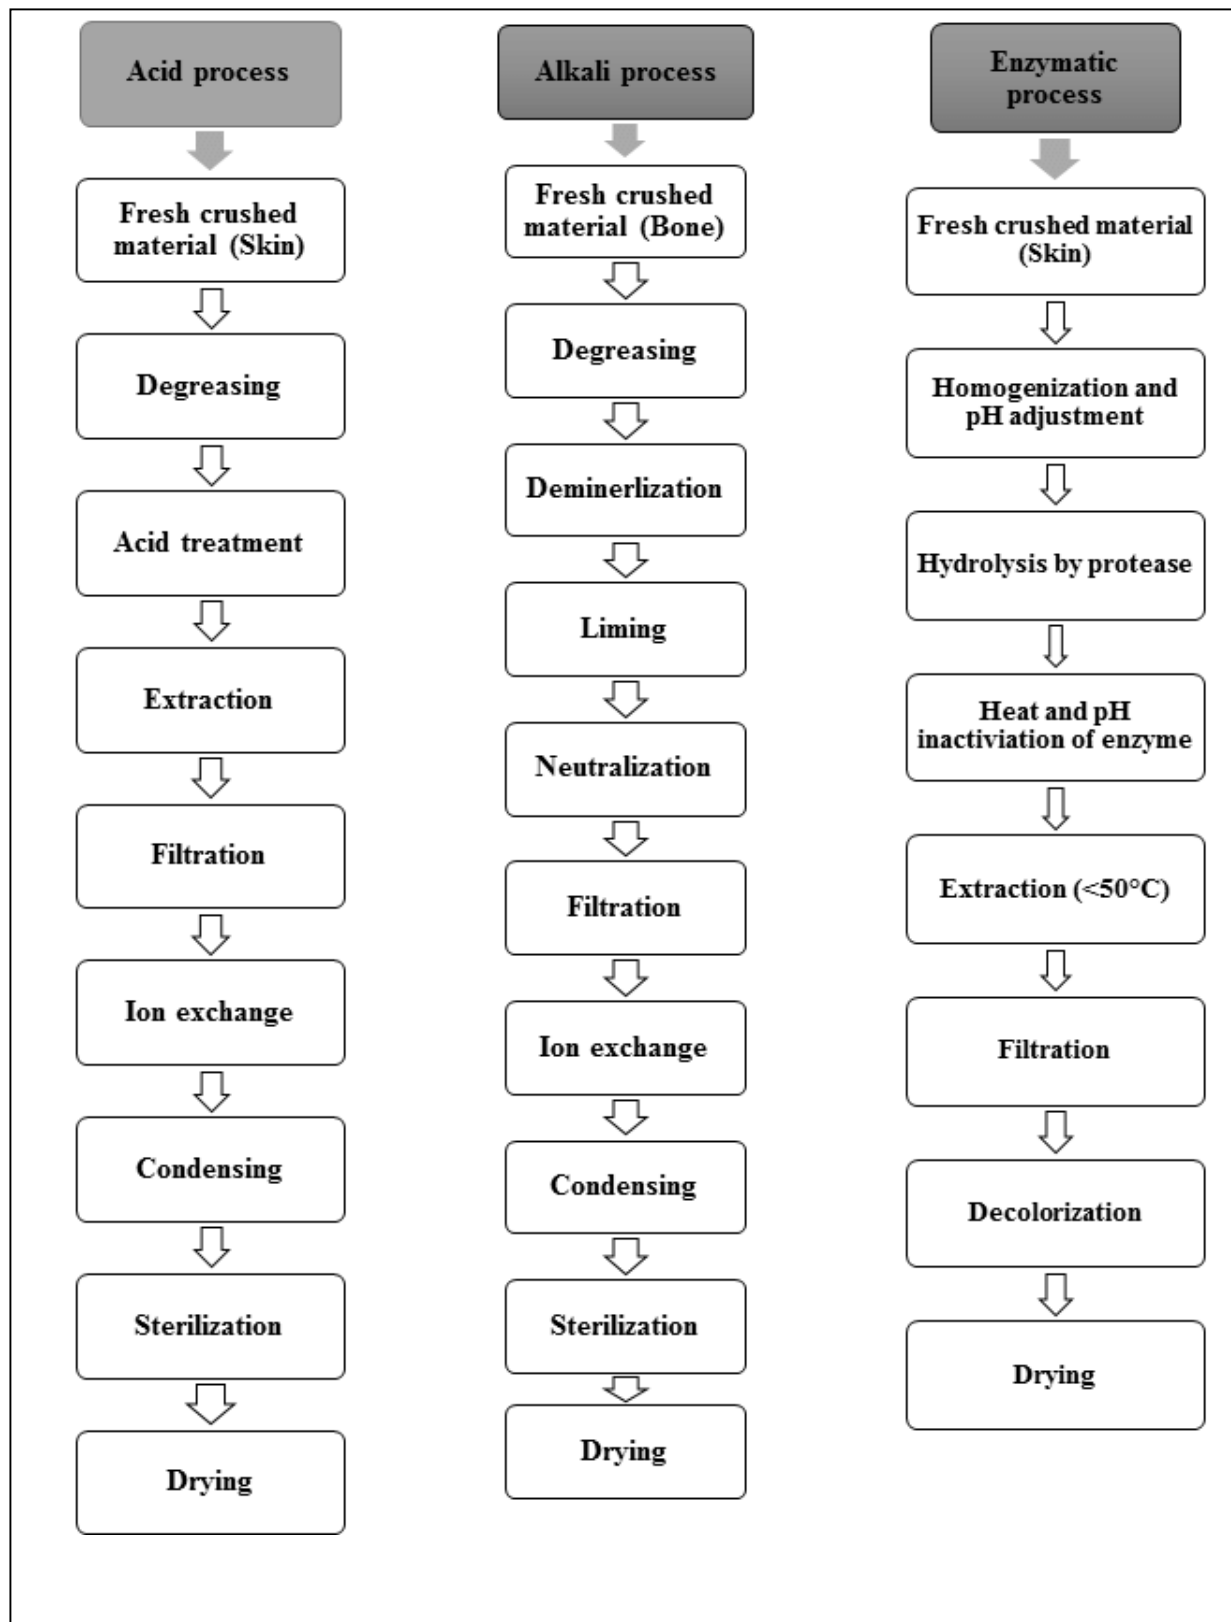 Acid process
Fresh crushed
material (Skin)
Degreasing
Acid treatment
Extraction
Filtration
Ion exchange
Condensing
Sterilization
Drying
Alkali process
Fresh crushed
material (Bone)
Degreasing
Deminerlization
Liming
Neutralization
Filtration
Ion exchange
Condensing
Sterilization
Drying
Enzymatic
process
Fresh crushed material
(Skin)
Homogenization and
pH adjustment
Hydrolysis by protease
Heat and pH
inactiviation of enzyme
Extraction (<50°C)
Filtration
Decolorization
Drying